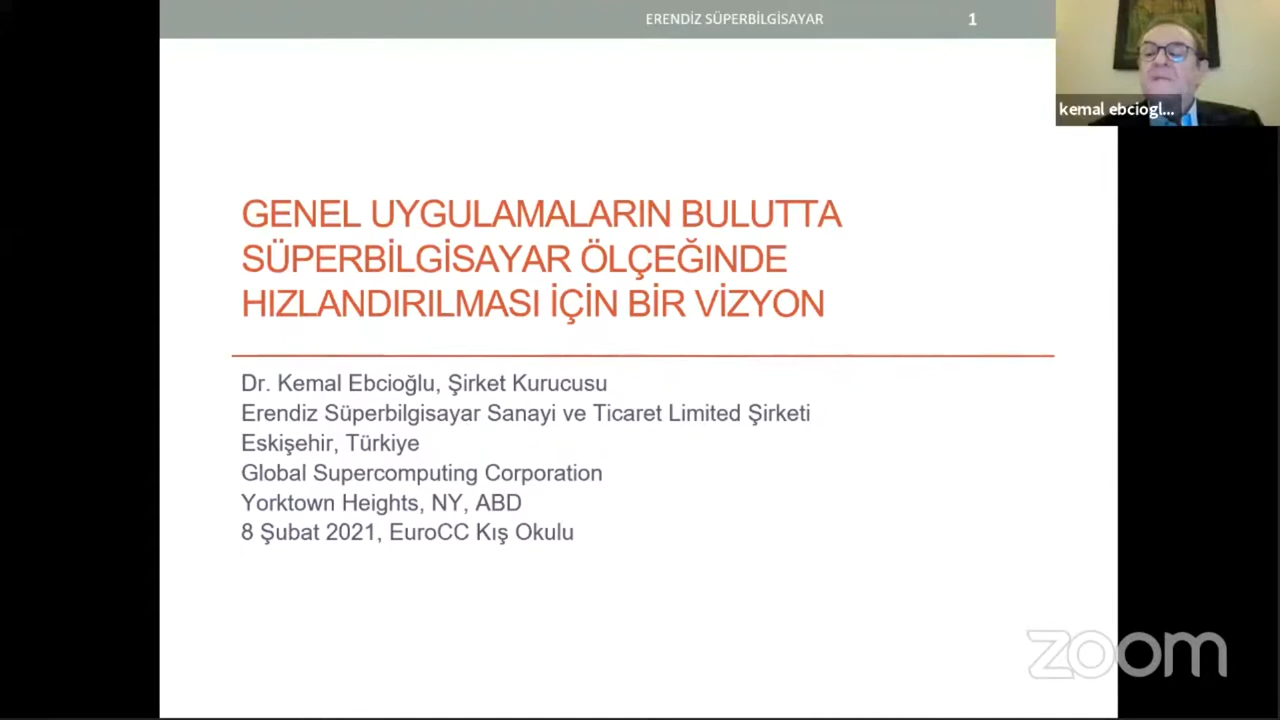 ERENDİZ SÜPERBİLGİSAYAR 1
kemal ebciogl...
GENEL UYGULAMALARIN BULUTTA
SÜPERBİLGİSAYAR ÖLÇEĞINDE
HIZLANDIRILMASI İÇİN BİR VİZYON
Dr. Kemal Ebcioğlu, Şirket Kurucusu
Erendiz Süperbilgisayar Sanayi ve Ticaret Limited Şirketi
Eskişehir, Türkiye
Global Supercomputing Corporation
Yorktown Heights, NY, ABD
8 Şubat 2021, EuroCC Kış Okulu
zoom